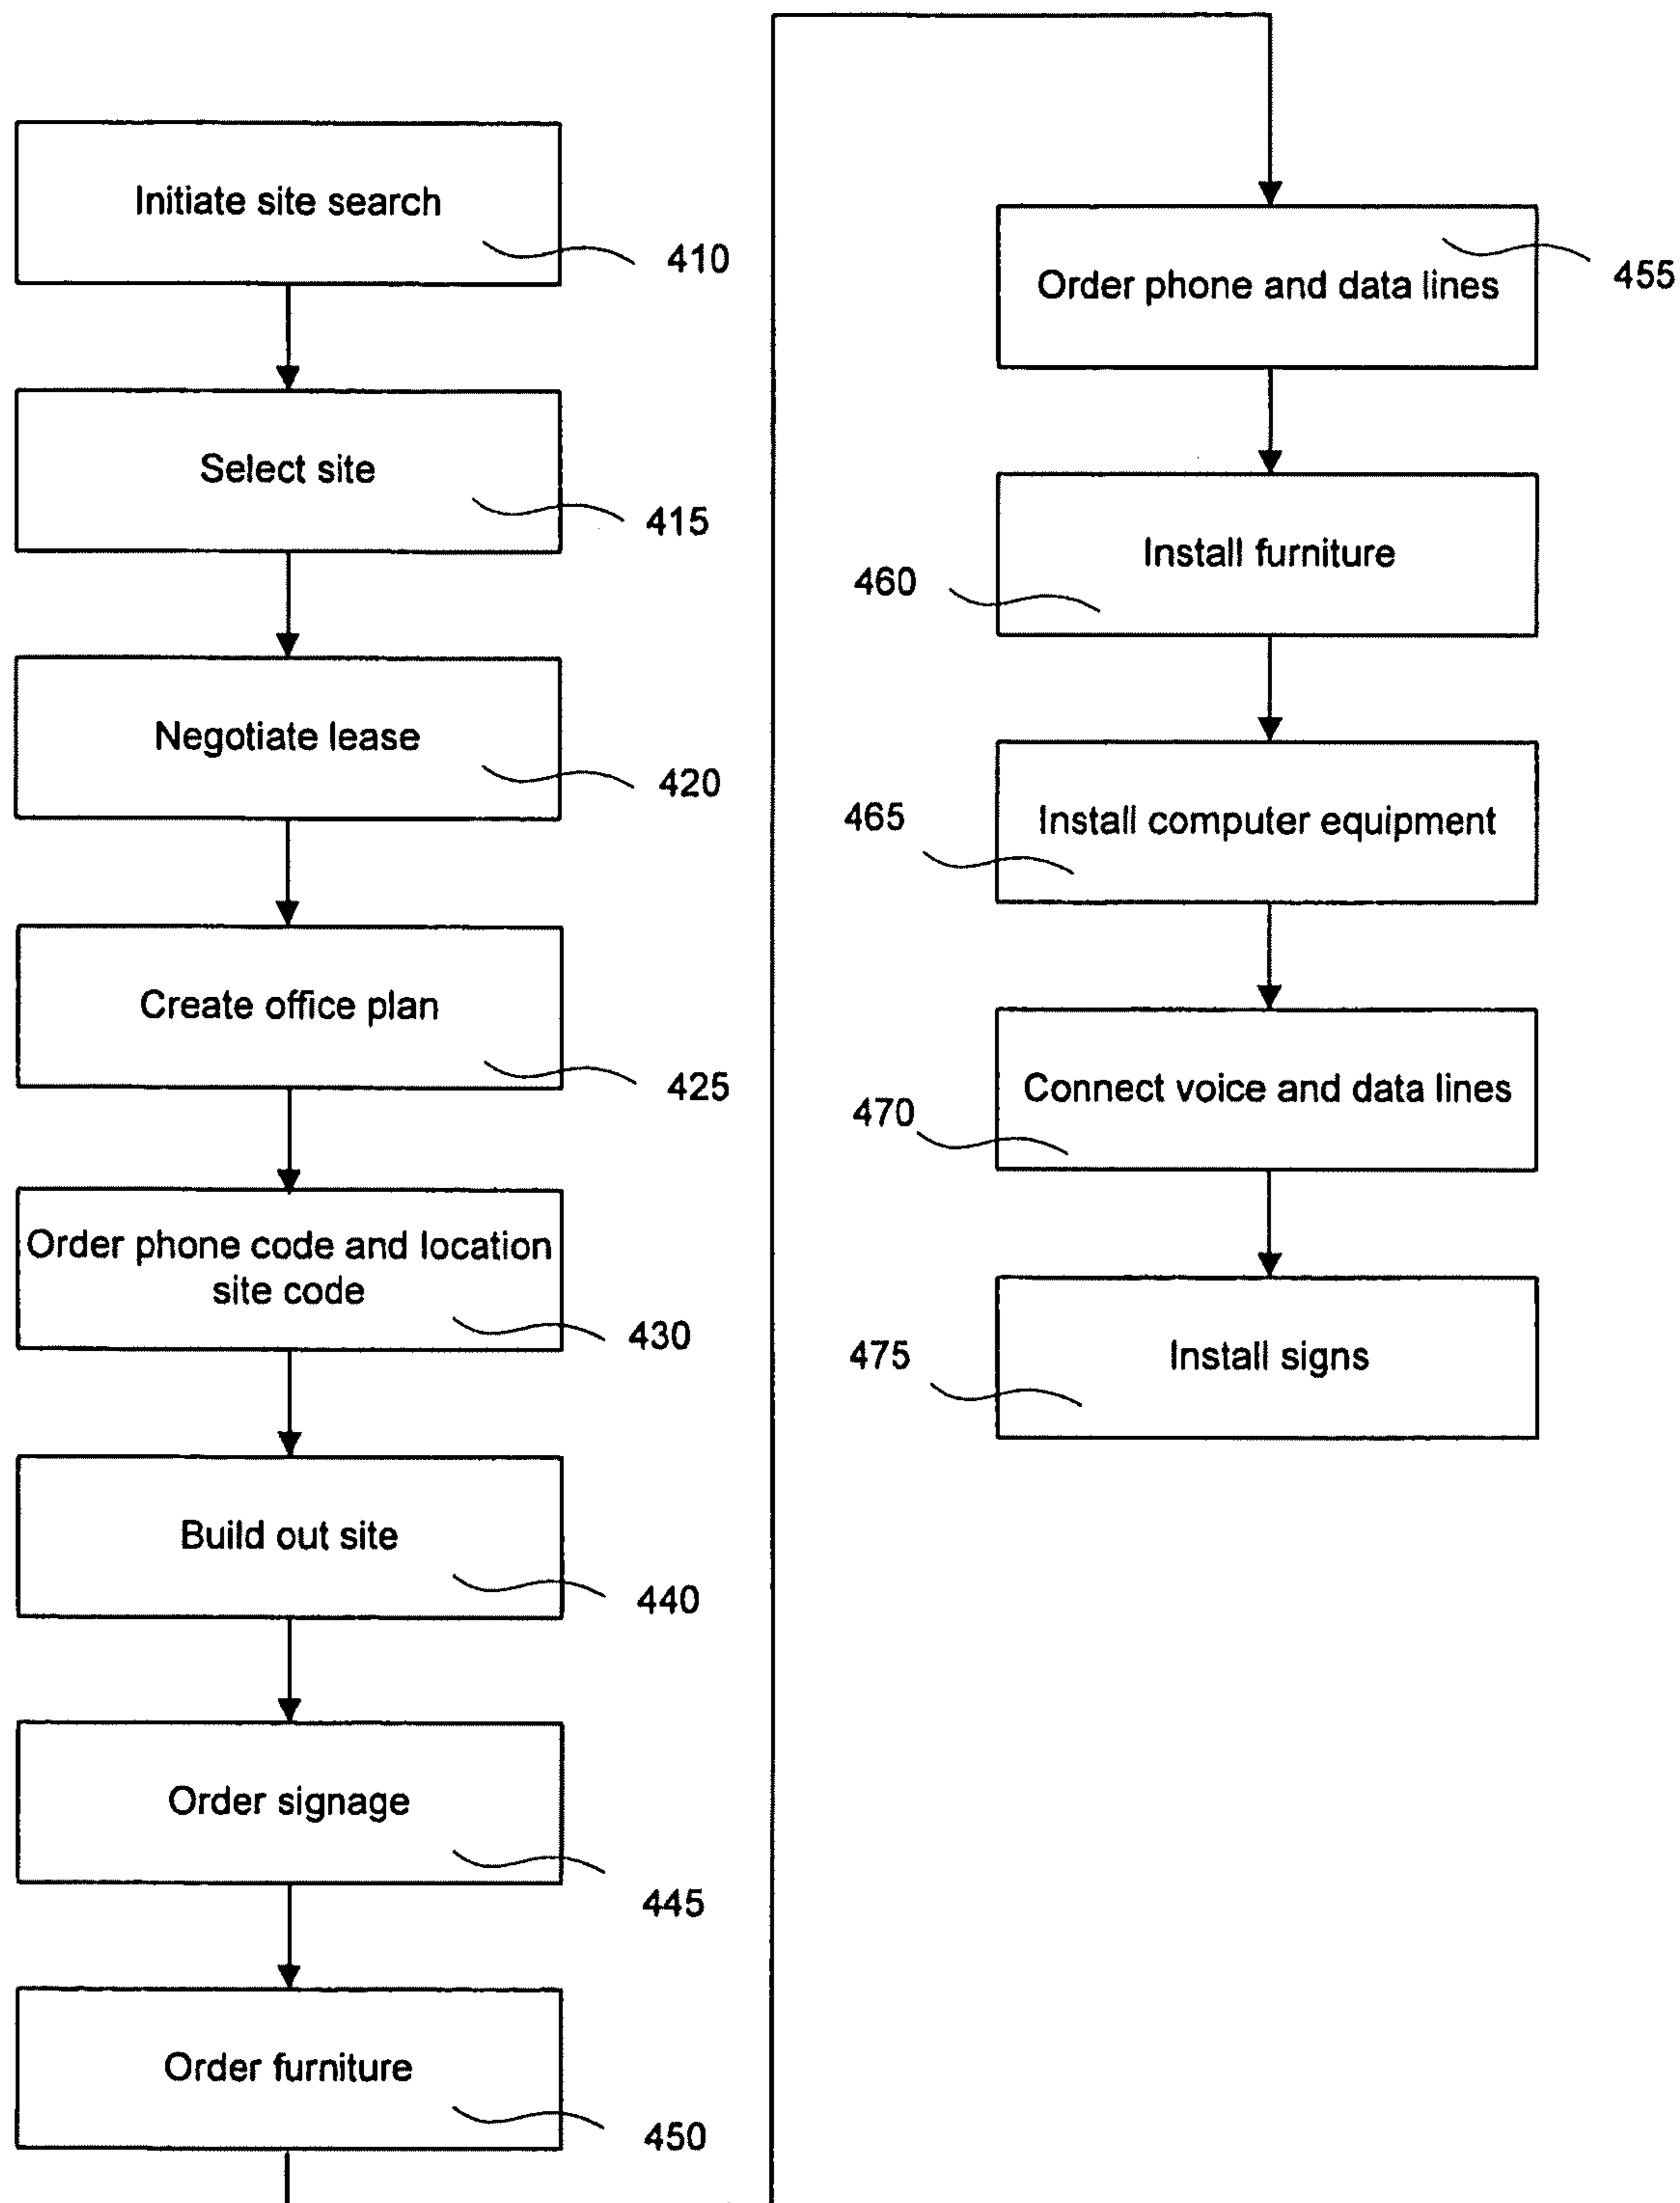 Initiate site search
410
Select site
415
Negotiate lease
420
Create office plan
425
Order phone code and location
site code
430
Build out site
440
Order signage
445
Order furniture
450
Order phone and data lines
455
Install furniture
460
Install computer equipment
465
Connect voice and data lines
470
Install signs
475